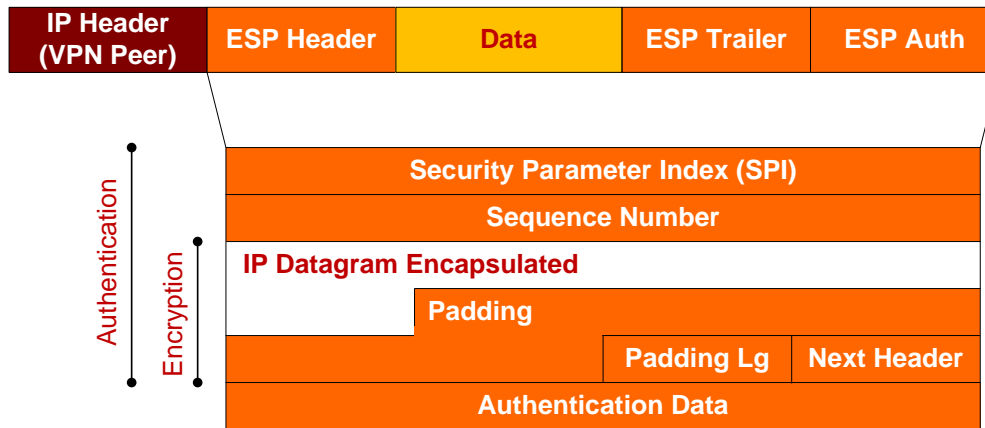 IP Header
(VPN Peer)
ESP Header
Data
ESP Trailer
ESP Auth
Security Parameter Index (SPI)
Sequence Number
IP Datagram Encapsulated
Padding
Padding Lg
Next Header
Authentication Data
Authentication
Encryption